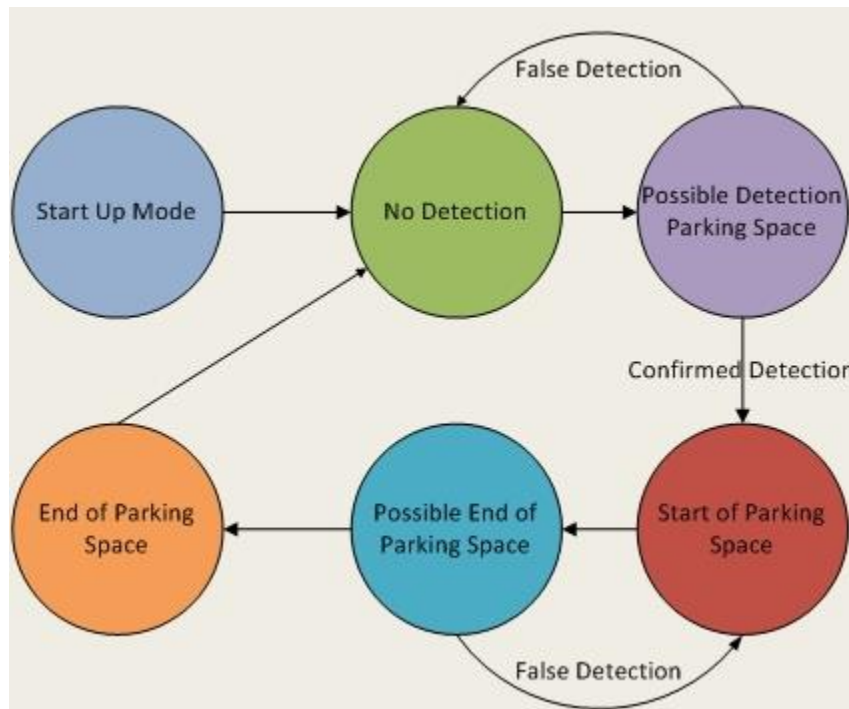 False Detection
Start Up Mode
No Detection
Possible Detection
Parking Space
Confirmed Detection
End of Parking
Space
Possible End of
Parking Space
Start of Parking
Space
False Detection